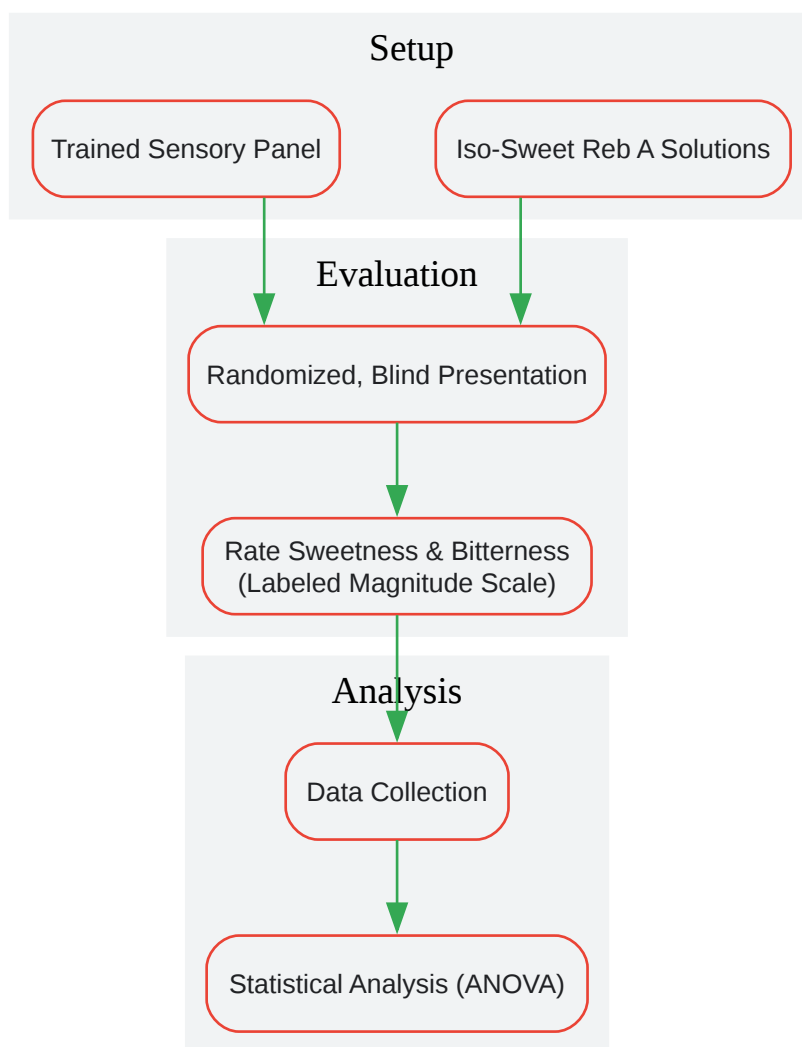 Setup
Trained Sensory Panel
Iso-Sweet Reb A Solutions
Evaluation
Randomized, Blind Presentation
Rate Sweetness & Bitterness
(Labeled Magnitude Scale)
Analysis
Data Collection
Statistical Analysis (ANOVA)